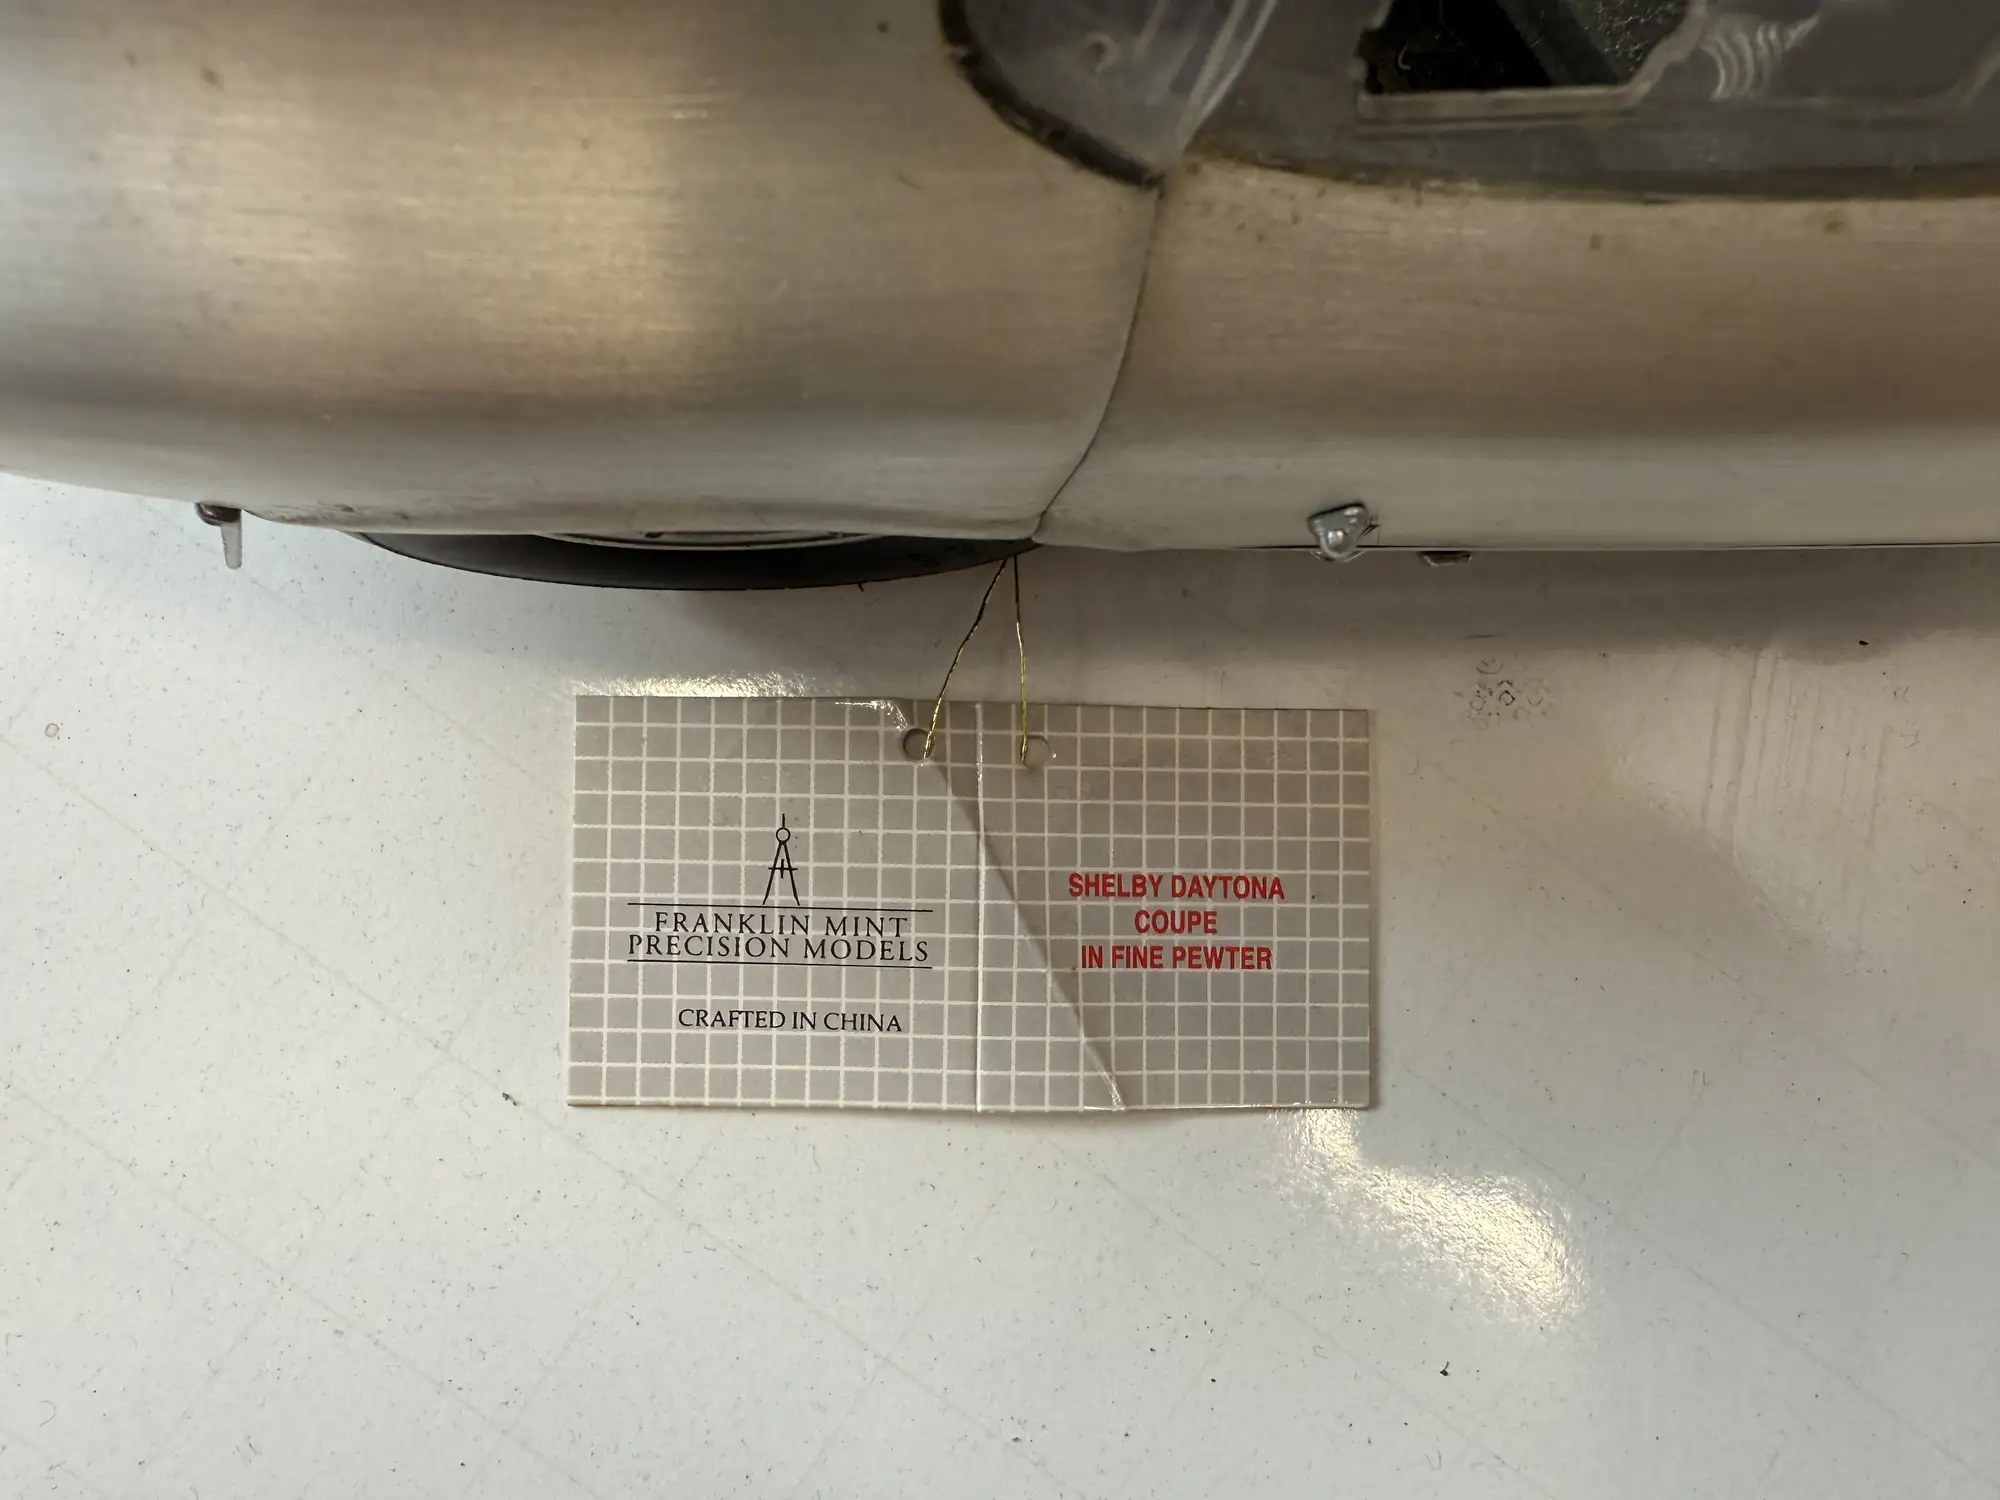 FRANKLIN MINT
PRECISION MODELS
CRAFTED IN CHINA
SHELBY DAYTONA
COUPE
IN FINE PEWTER